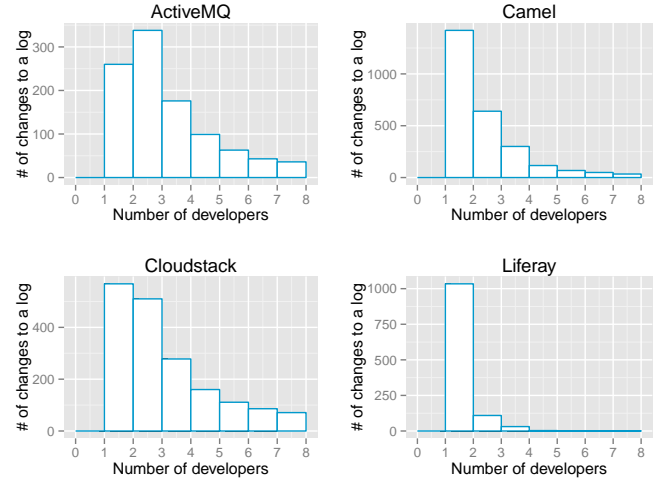 ActiveMQ
# of changes to a log
300
200
100
0
0 1 2 3 4 5 6 7 8
Number of developers
Camel
# of changes to a log
1000
500
0
0 1 2 3 4 5 6 7 8
Number of developers
Cloudstack
# of changes to a log
400
200
0
0 1 2 3 4 5 6 7 8
Number of developers
Liferay
# of changes to a log
1000
750
500
250
0
0 1 2 3 4 5 6 7 8
Number of developers